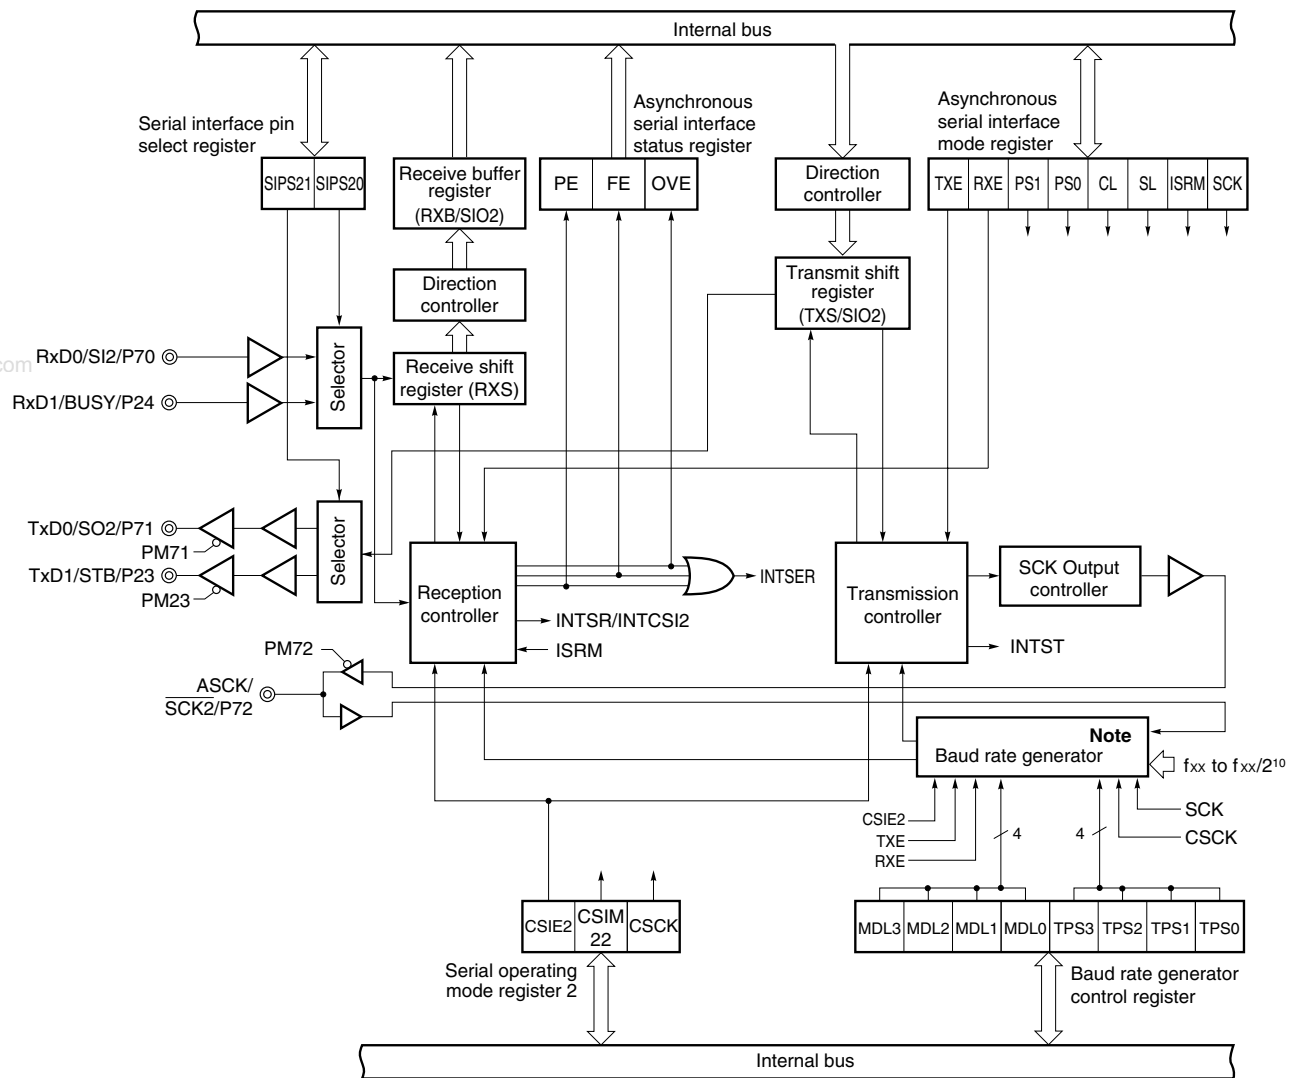 Internal bus
Serial interface pin
select register
Asynchronous
serial interface
status register
Asynchronous
serial interface
mode register
SIPS21 SIPS20
Receive buffer
register
(RXB/SIO2)
PE FE OVE
Direction
controller
TXE RXE PS1 PS0 CL SL ISRM SCK
Direction
controller
Transmit shift
register
(TXS/SIO2)
com
RxD0/SI2/P70
RxD1/BUSY/P24
Selector
Receive shift
register (RXS)
TxD0/SO2/P71
PM71
TxD1/STB/P23
PM23
Selector
Reception
controller
INTSER
INTSR/INTCSI2
ISRM
Transmission
controller
SCK Output
controller
INTST
PM72
ASCK/
SCK2/P72
Note
Baud rate generator
fxx to fxx/2¹⁰
CSIE2
TXE
RXE
4
4
SCK
CSCK
CSIE2 CSIM
22 CSCK
MDL3 MDL2 MDL1 MDL0 TPS3 TPS2 TPS1 TPS0
Serial operating
mode register 2
Baud rate generator
control register
Internal bus